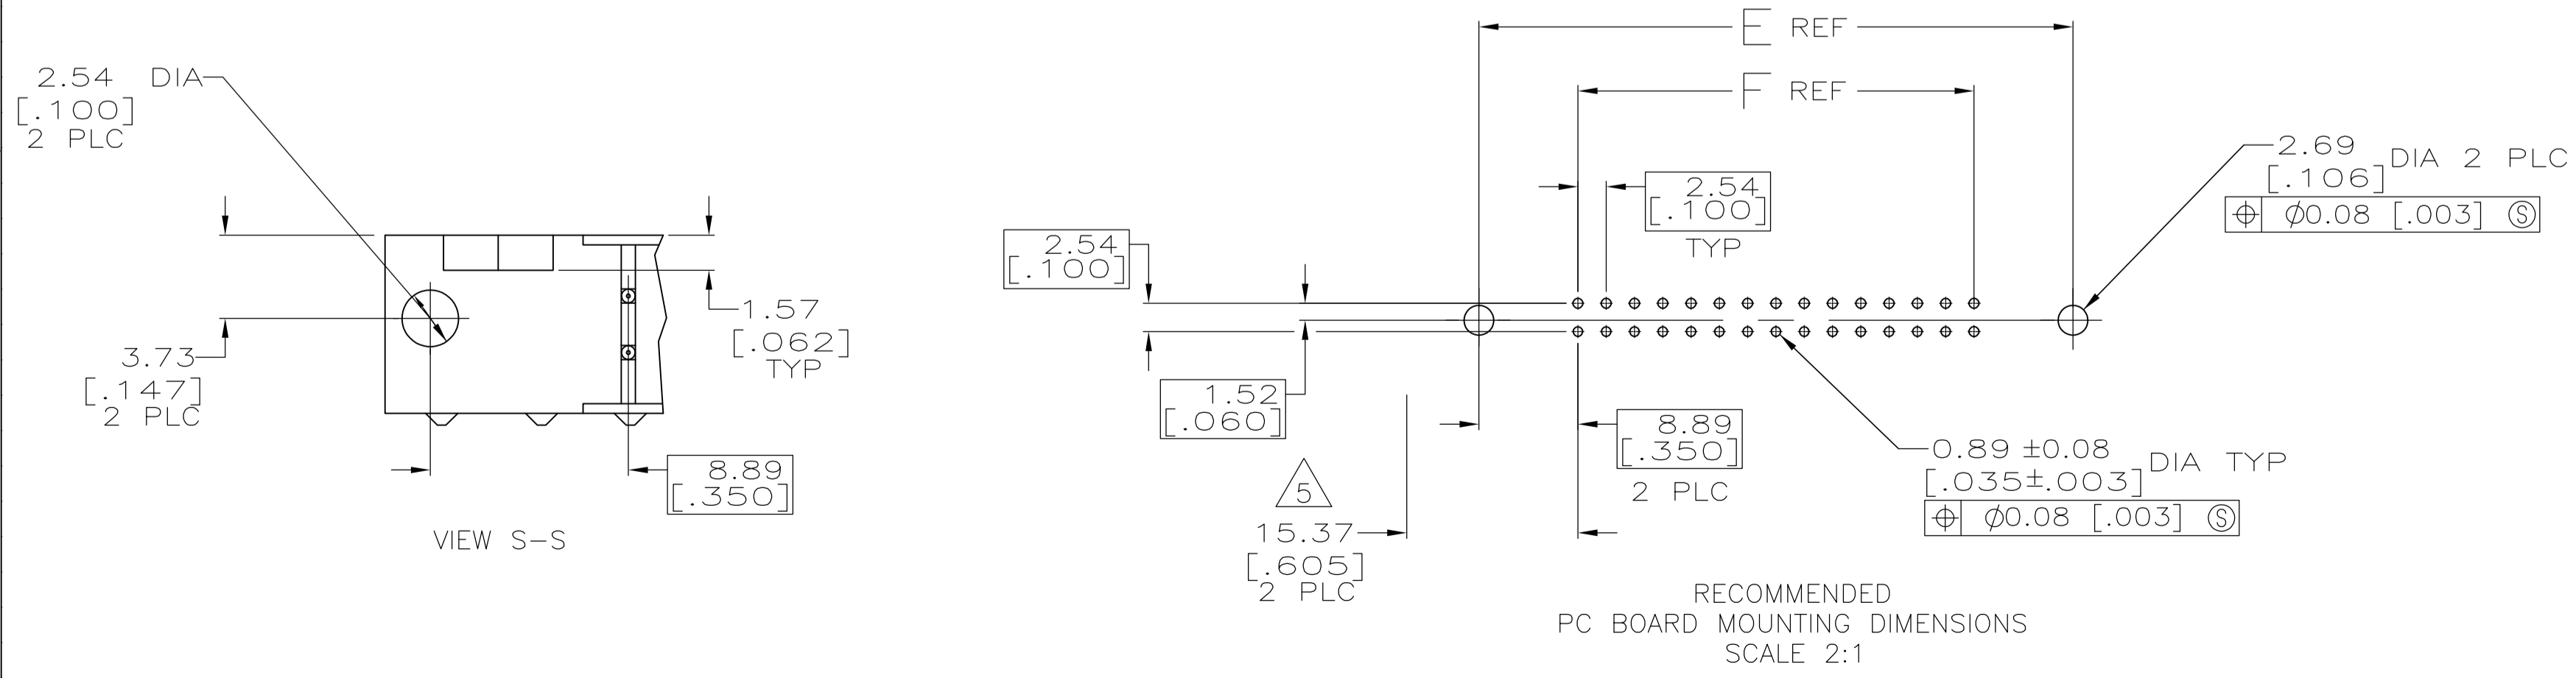 2.54 DIA
[.100]
2 PLC
3.73
[.147]
2 PLC
1.57
[.062]
TYP
8.89
[.350]
VIEW S-S
E REF
F REF
2.54
[.100]
TYP
2.54
[.100]
1.52
[.060]
8.89
[.350]
2 PLC
5
15.37
[.605]
2 PLC
2.69
[.106] DIA 2 PLC
⌖ Ø0.08 [.003] Ⓢ
0.89 ±0.08
[.035±.003] DIA TYP
⌖ Ø0.08 [.003] Ⓢ
RECOMMENDED
PC BOARD MOUNTING DIMENSIONS
SCALE 2:1